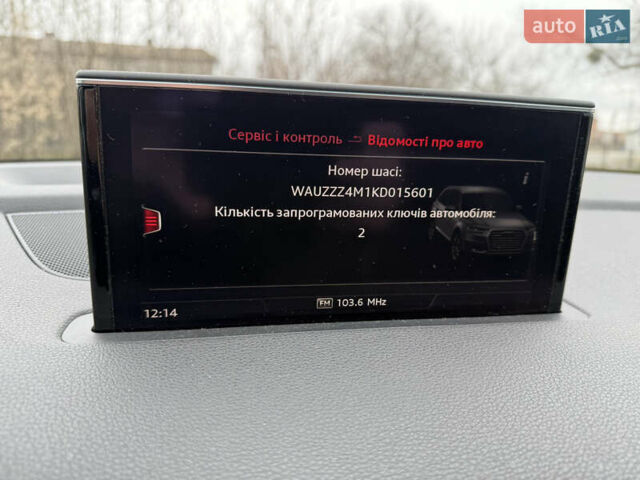 auto RIA
Сервіс і контроль Відомості про авто
Номер шасі:
WAUZZZ4M1KD015601
Кількість запрограмованих ключів автомобіля:
2
FM 103.6 MHz
12:14